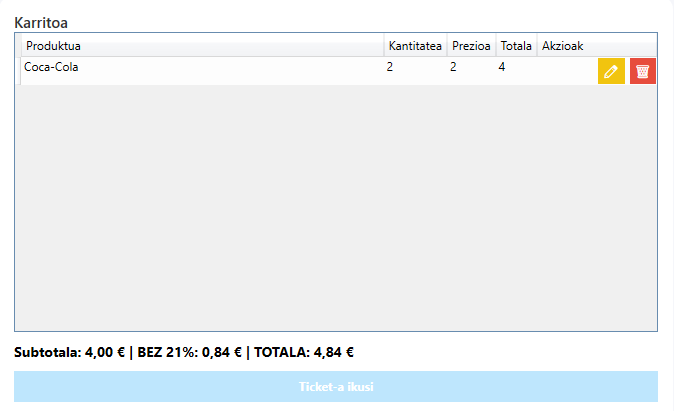 Karritoa
Produktua Kantitatea Prezioa Totala Akzioak
Coca-Cola 2 2 4
Subtotala: 4,00 € | BEZ 21%: 0,84 € | TOTALA: 4,84 €
Ticket-a ikusi